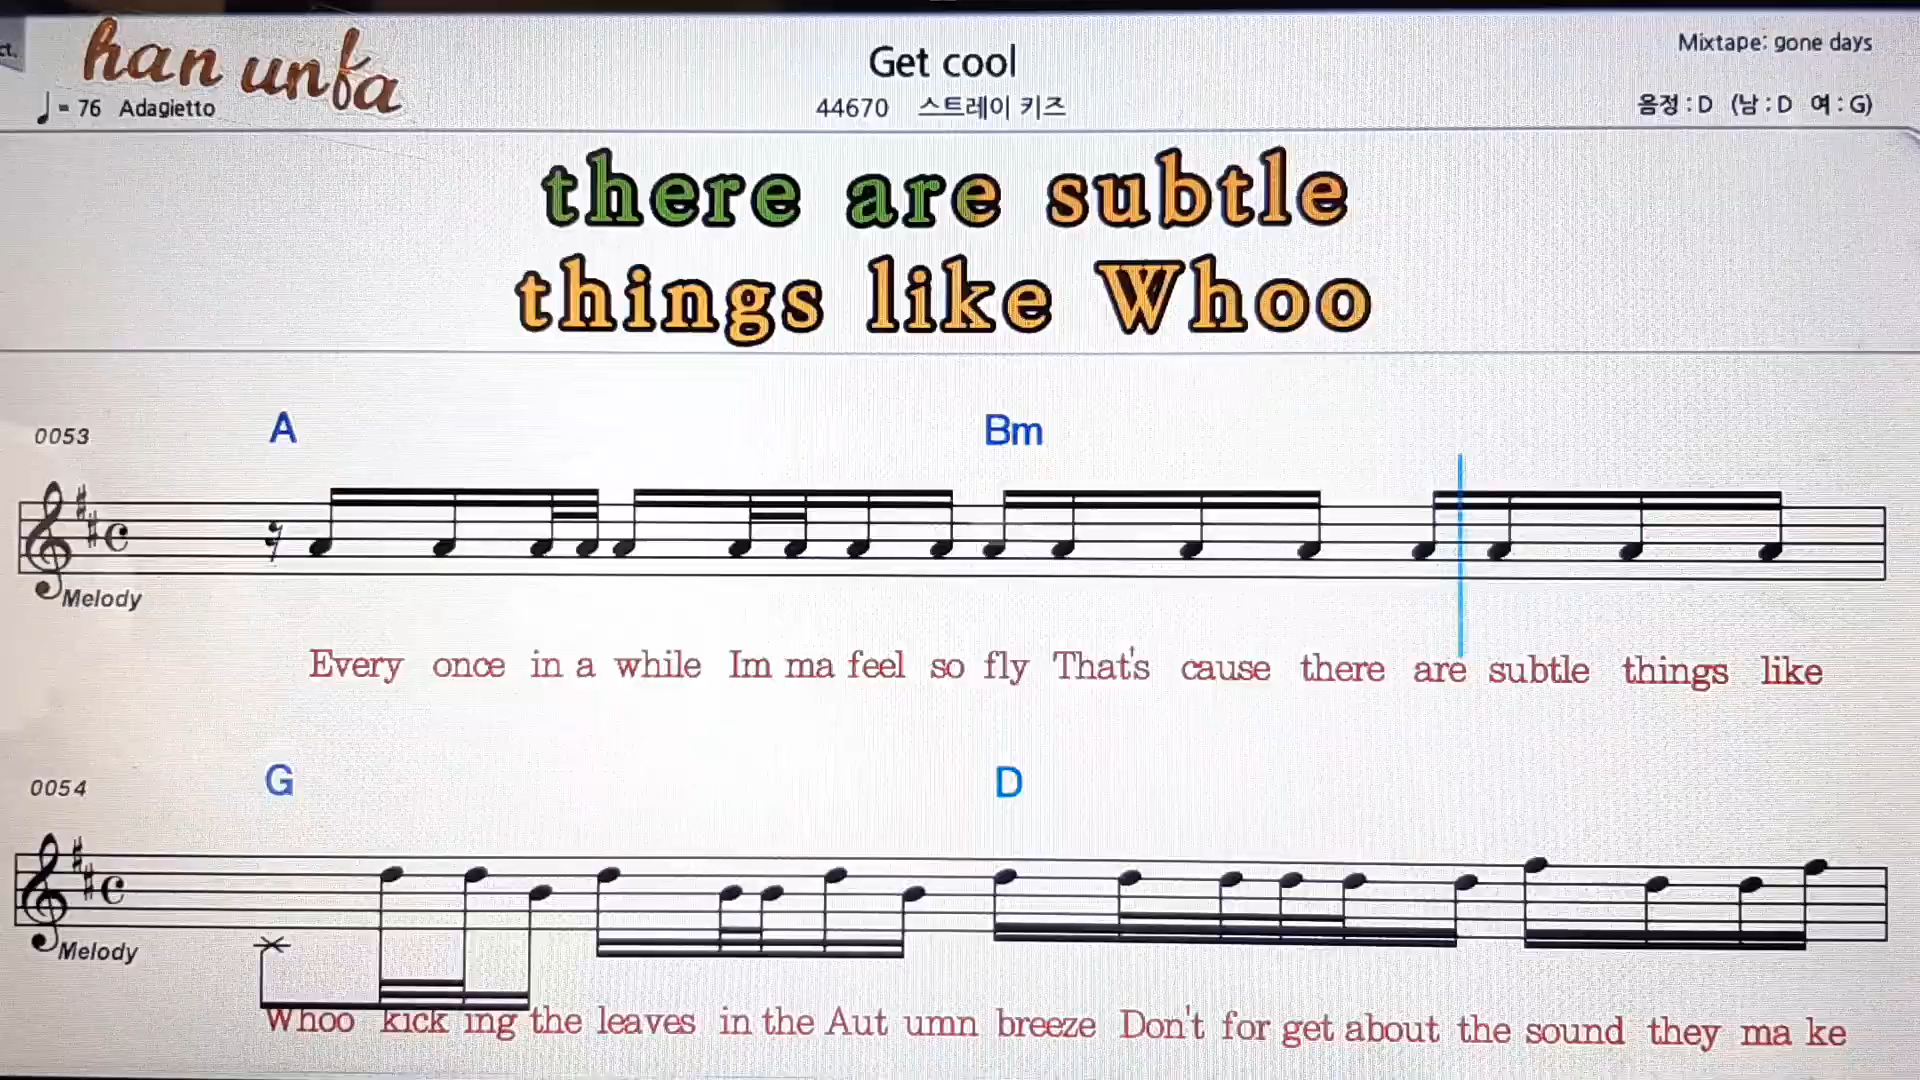 ct.
han unfa
Get cool
Mixtape: gone days
= 76 Adagietto
44670 스트레이 키즈
음정 : D (남 : D 여 : G)
there are subtle
things like Whoo
0053
A Bm
Melody
Every once in a while Im ma feel so fly That's cause there are subtle things like
0054
G D
Melody
Whoo kick ing the leaves in the Aut umn breeze Don't for get about the sound they ma ke